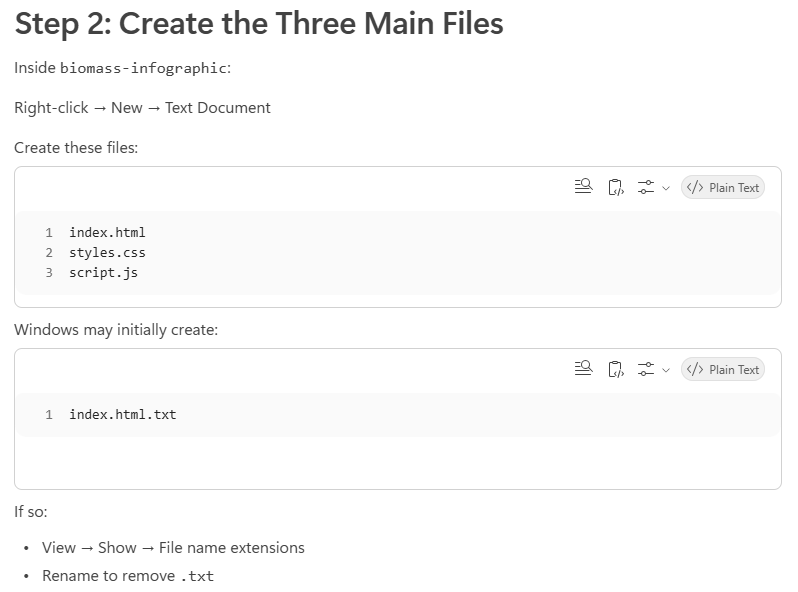 Step 2: Create the Three Main Files
Inside biomass-infographic:
Right-click → New → Text Document
Create these files:
</> Plain Text
1 index.html
2 styles.css
3 script.js
Windows may initially create:
</> Plain Text
1 index.html.txt
If so:
• View → Show → File name extensions
• Rename to remove .txt